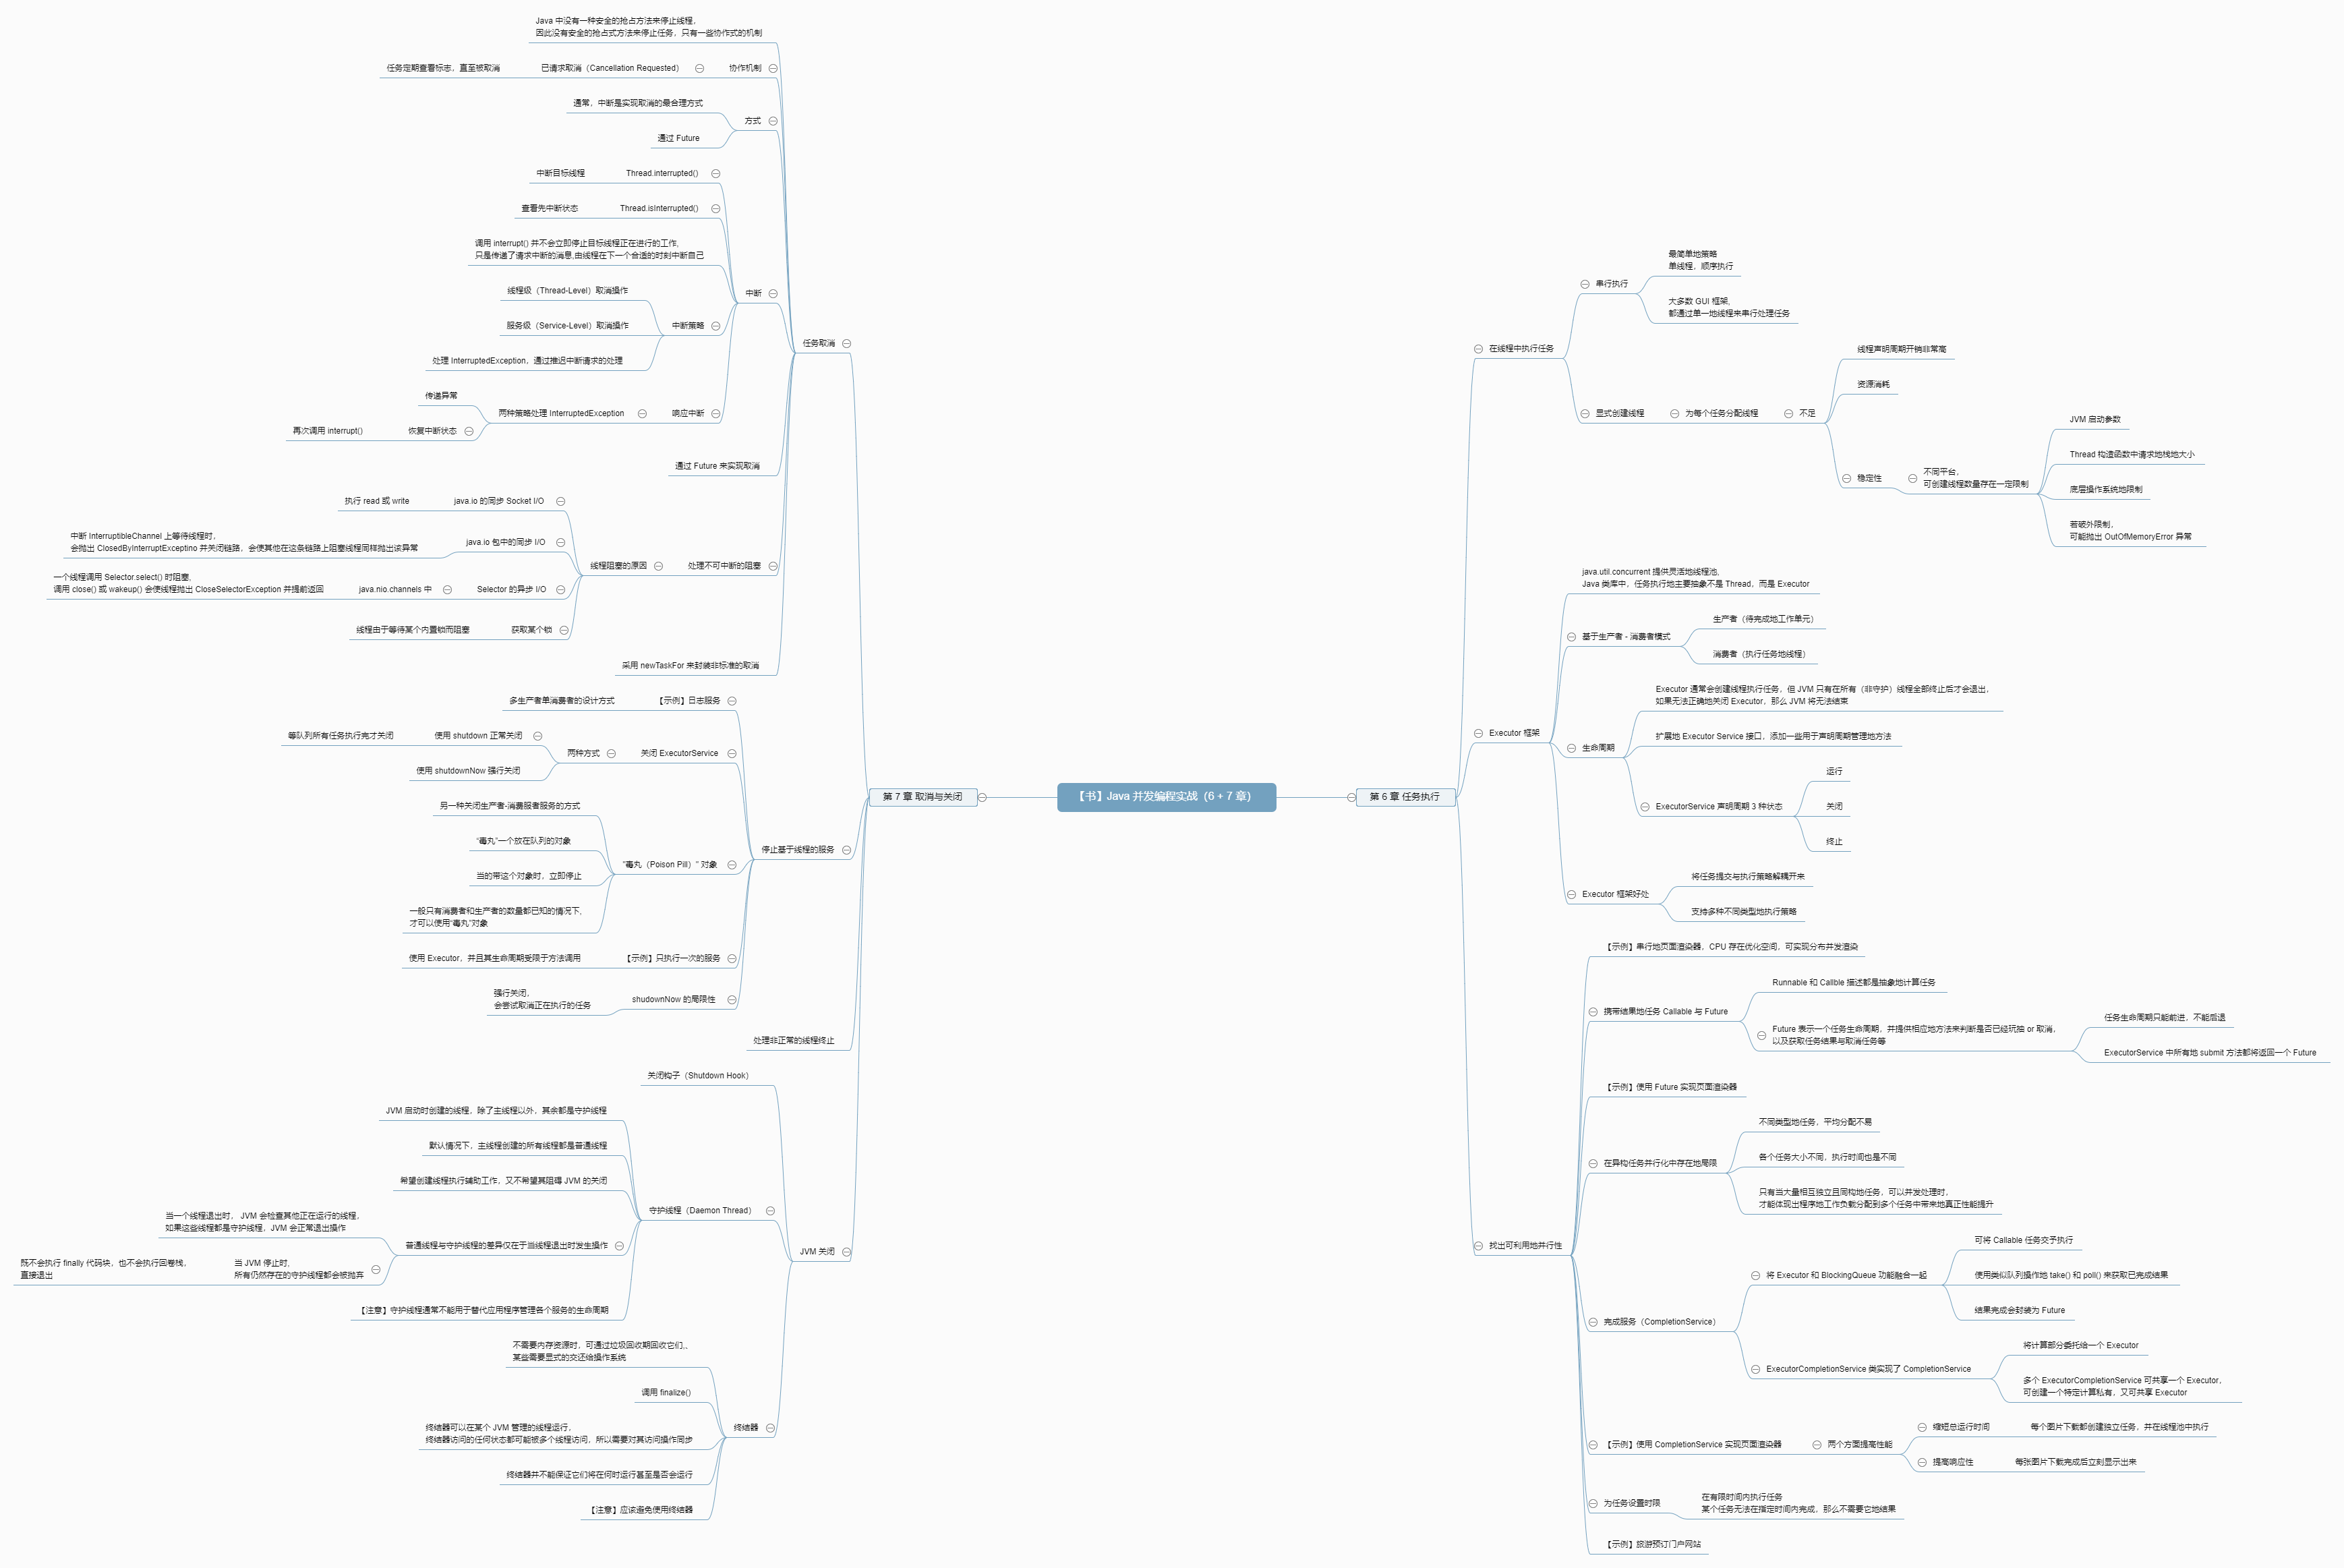 【书】Java 并发编程实战（6 + 7 章）
第 6 章 任务执行
在线程中执行任务
串行执行
最简单地策略
单线程，顺序执行
大多数 GUI 框架,
都通过单一地线程来串行处理任务
显式创建线程
为每个任务分配线程
不足
线程声明周期开销非常高
资源消耗
稳定性
不同平台，
可创建线程数量存在一定限制
JVM 启动参数
Thread 构造函数中请求地栈地大小
底层操作系统地限制
若破外限制，
可能抛出 OutOfMemoryError 异常
Executor 框架
java.util.concurrent 提供灵活地线程池,
Java 类库中，任务执行地主要抽象不是 Thread，而是 Executor
基于生产者 - 消费者模式
生产者（待完成地工作单元）
消费者（执行任务地线程）
生命周期
Executor 通常会创建线程执行任务，但 JVM 只有在所有（非守护）线程全部终止后才会退出，
如果无法正确地关闭 Executor，那么 JVM 将无法结束
扩展地 Executor Service 接口，添加一些用于声明周期管理地方法
ExecutorService 声明周期 3 种状态
运行
关闭
终止
Executor 框架好处
将任务提交与执行策略解耦开来
支持多种不同类型地执行策略
找出可利用地并行性
【示例】串行地页面渲染器，CPU 存在优化空间，可实现分布并发渲染
携带结果地任务 Callable 与 Future
Runnable 和 Callble 描述都是抽象地计算任务
Future 表示一个任务生命周期，并提供相应地方法来判断是否已经玩抽 or 取消，
以及获取任务结果与取消任务等
任务生命周期只能前进，不能后退
ExecutorService 中所有地 submit 方法都将返回一个 Future
【示例】使用 Future 实现页面渲染器
在异构任务并行化中存在地局限
不同类型地任务，平均分配不易
各个任务大小不同，执行时间也是不同
只有当大量相互独立且同构地任务，可以并发处理时，
才能体现出程序地工作负载分配到多个任务中带来地真正性能提升
完成服务（CompletionService）
将 Executor 和 BlockingQueue 功能融合一起
可将 Callable 任务交予执行
使用类似队列操作地 take() 和 poll() 来获取已完成结果
结果完成会封装为 Future
ExecutorCompletionService 类实现了 CompletionService
将计算部分委托给一个 Executor
多个 ExecutorCompletionService 可共享一个 Executor，
可创建一个特定计算私有，又可共享 Executor
【示例】使用 CompletionService 实现页面渲染器
两个方面提高性能
缩短总运行时间
每个图片下载都创建独立任务，并在线程池中执行
提高响应性
每张图片下载完成后立刻显示出来
为任务设置时限
在有限时间内执行任务
某个任务无法在指定时间内完成，那么不需要它地结果
【示例】旅游预订门户网站
第 7 章 取消与关闭
任务取消
Java 中没有一种安全的抢占方法来停止线程，
因此没有安全的抢占式方法来停止任务，只有一些协作式的机制
协作机制
已请求取消（Cancellation Requested）
任务定期查看标志，直至被取消
方式
通常，中断是实现取消的最合理方式
通过 Future
中断
Thread.interrupted()
中断目标线程
Thread.isInterrupted()
查看先中断状态
调用 interrupt() 并不会立即停止目标线程正在进行的工作,
只是传递了请求中断的消息,由线程在下一个合适的时刻中断自己
中断策略
线程级（Thread-Level）取消操作
服务级（Service-Level）取消操作
处理 InterruptedException，通过推迟中断请求的处理
响应中断
两种策略处理 InterruptedException
传递异常
恢复中断状态
再次调用 interrupt()
通过 Future 来实现取消
处理不可中断的阻塞
线程阻塞的原因
java.io 的同步 Socket I/O
执行 read 或 write
java.io 包中的同步 I/O
中断 InterruptibleChannel 上等待线程时，
会抛出 ClosedByInterruptExceptino 并关闭链路，会使其他在这条链路上阻塞线程同样抛出该异常
Selector 的异步 I/O
java.nio.channels 中
一个线程调用 Selector.select() 时阻塞,
调用 close() 或 wakeup() 会使线程抛出 CloseSelectorException 并提前返回
获取某个锁
线程由于等待某个内置锁而阻塞
采用 newTaskFor 来封装非标准的取消
停止基于线程的服务
【示例】日志服务
多生产者单消费者的设计方式
关闭 ExecutorService
两种方式
使用 shutdown 正常关闭
等队列所有任务执行完才关闭
使用 shutdownNow 强行关闭
“毒丸（Poison Pill）" 对象
另一种关闭生产者-消费服者服务的方式
“毒丸”一个放在队列的对象
当的带这个对象时，立即停止
一般只有消费者和生产者的数量都已知的情况下,
才可以使用“毒丸”对象
【示例】只执行一次的服务
使用 Executor，并且其生命周期受限于方法调用
shudownNow 的局限性
强行关闭，
会尝试取消正在执行的任务
处理非正常的线程终止
JVM 关闭
关闭钩子（Shutdown Hook）
守护线程（Daemon Thread）
JVM 启动时创建的线程，除了主线程以外，其余都是守护线程
默认情况下，主线程创建的所有线程都是普通线程
希望创建线程执行辅助工作，又不希望其阻碍 JVM 的关闭
普通线程与守护线程的差异仅在于当线程退出时发生操作
当一个线程退出时， JVM 会检查其他正在运行的线程，
如果这些线程都是守护线程，JVM 会正常退出操作
当 JVM 停止时,
所有仍然存在的守护线程都会被抛弃
既不会执行 finally 代码块，也不会执行回卷栈，
直接退出
【注意】守护线程通常不能用于替代应用程序管理各个服务的生命周期
终结器
不需要内存资源时，可通过垃圾回收期回收它们、、
某些需要显式的交还给操作系统
调用 finalize()
终结器可以在某个 JVM 管理的线程运行，
终结器访问的任何状态都可能被多个线程访问，所以需要对其访问操作同步
终结器并不能保证它们将在何时运行甚至是否会运行
【注意】应该避免使用终结器